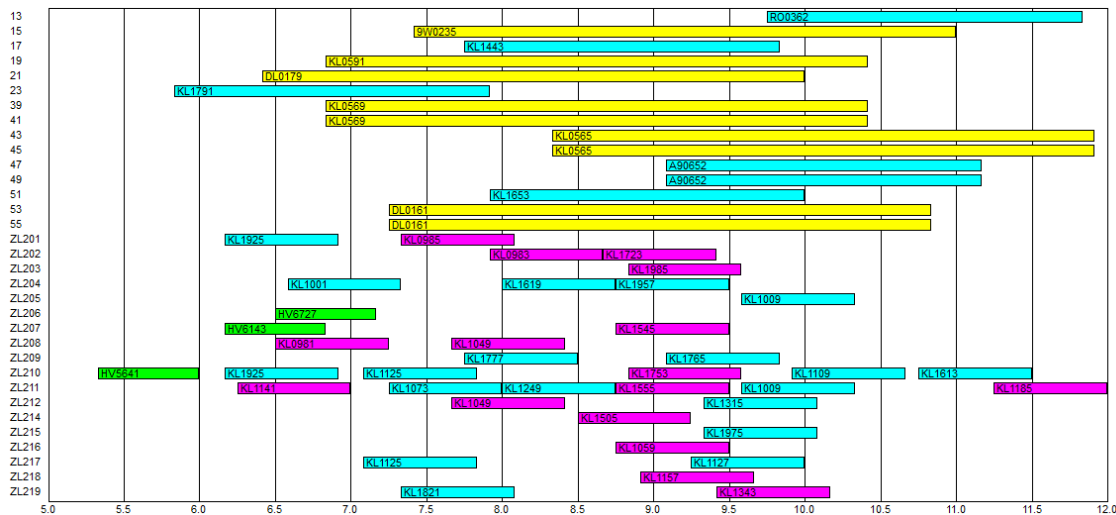 13 RO0362
15 9W0235
17 KL1443
19 KL0591
21 DL0179
23 KL1791
39 KL0569
41 KL0569
43 KL0565
45 KL0565
47 A90652
49 A90652
51 KL1653
53 DL0161
55 DL0161
ZL201 KL1925 KL0985
ZL202 KL0983 KL1723
ZL203 KL1985
ZL204 KL1001 KL1619 KL1957
ZL205 KL1009
ZL206 HV6727
ZL207 HV6143 KL1545
ZL208 KL0981 KL1049
ZL209 KL1777 KL1765
ZL210 HV5641 KL1925 KL1125 KL1753 KL1109 KL1613
ZL211 KL1141 KL1073 KL1249 KL1555 KL1009 KL1185
ZL212 KL1049 KL1315
ZL214 KL1505
ZL215 KL1975
ZL216 KL1059
ZL217 KL1125 KL1127
ZL218 KL1157
ZL219 KL1821 KL1343
5.0 5.5 6.0 6.5 7.0 7.5 8.0 8.5 9.0 9.5 10.0 10.5 11.0 11.5 12.0